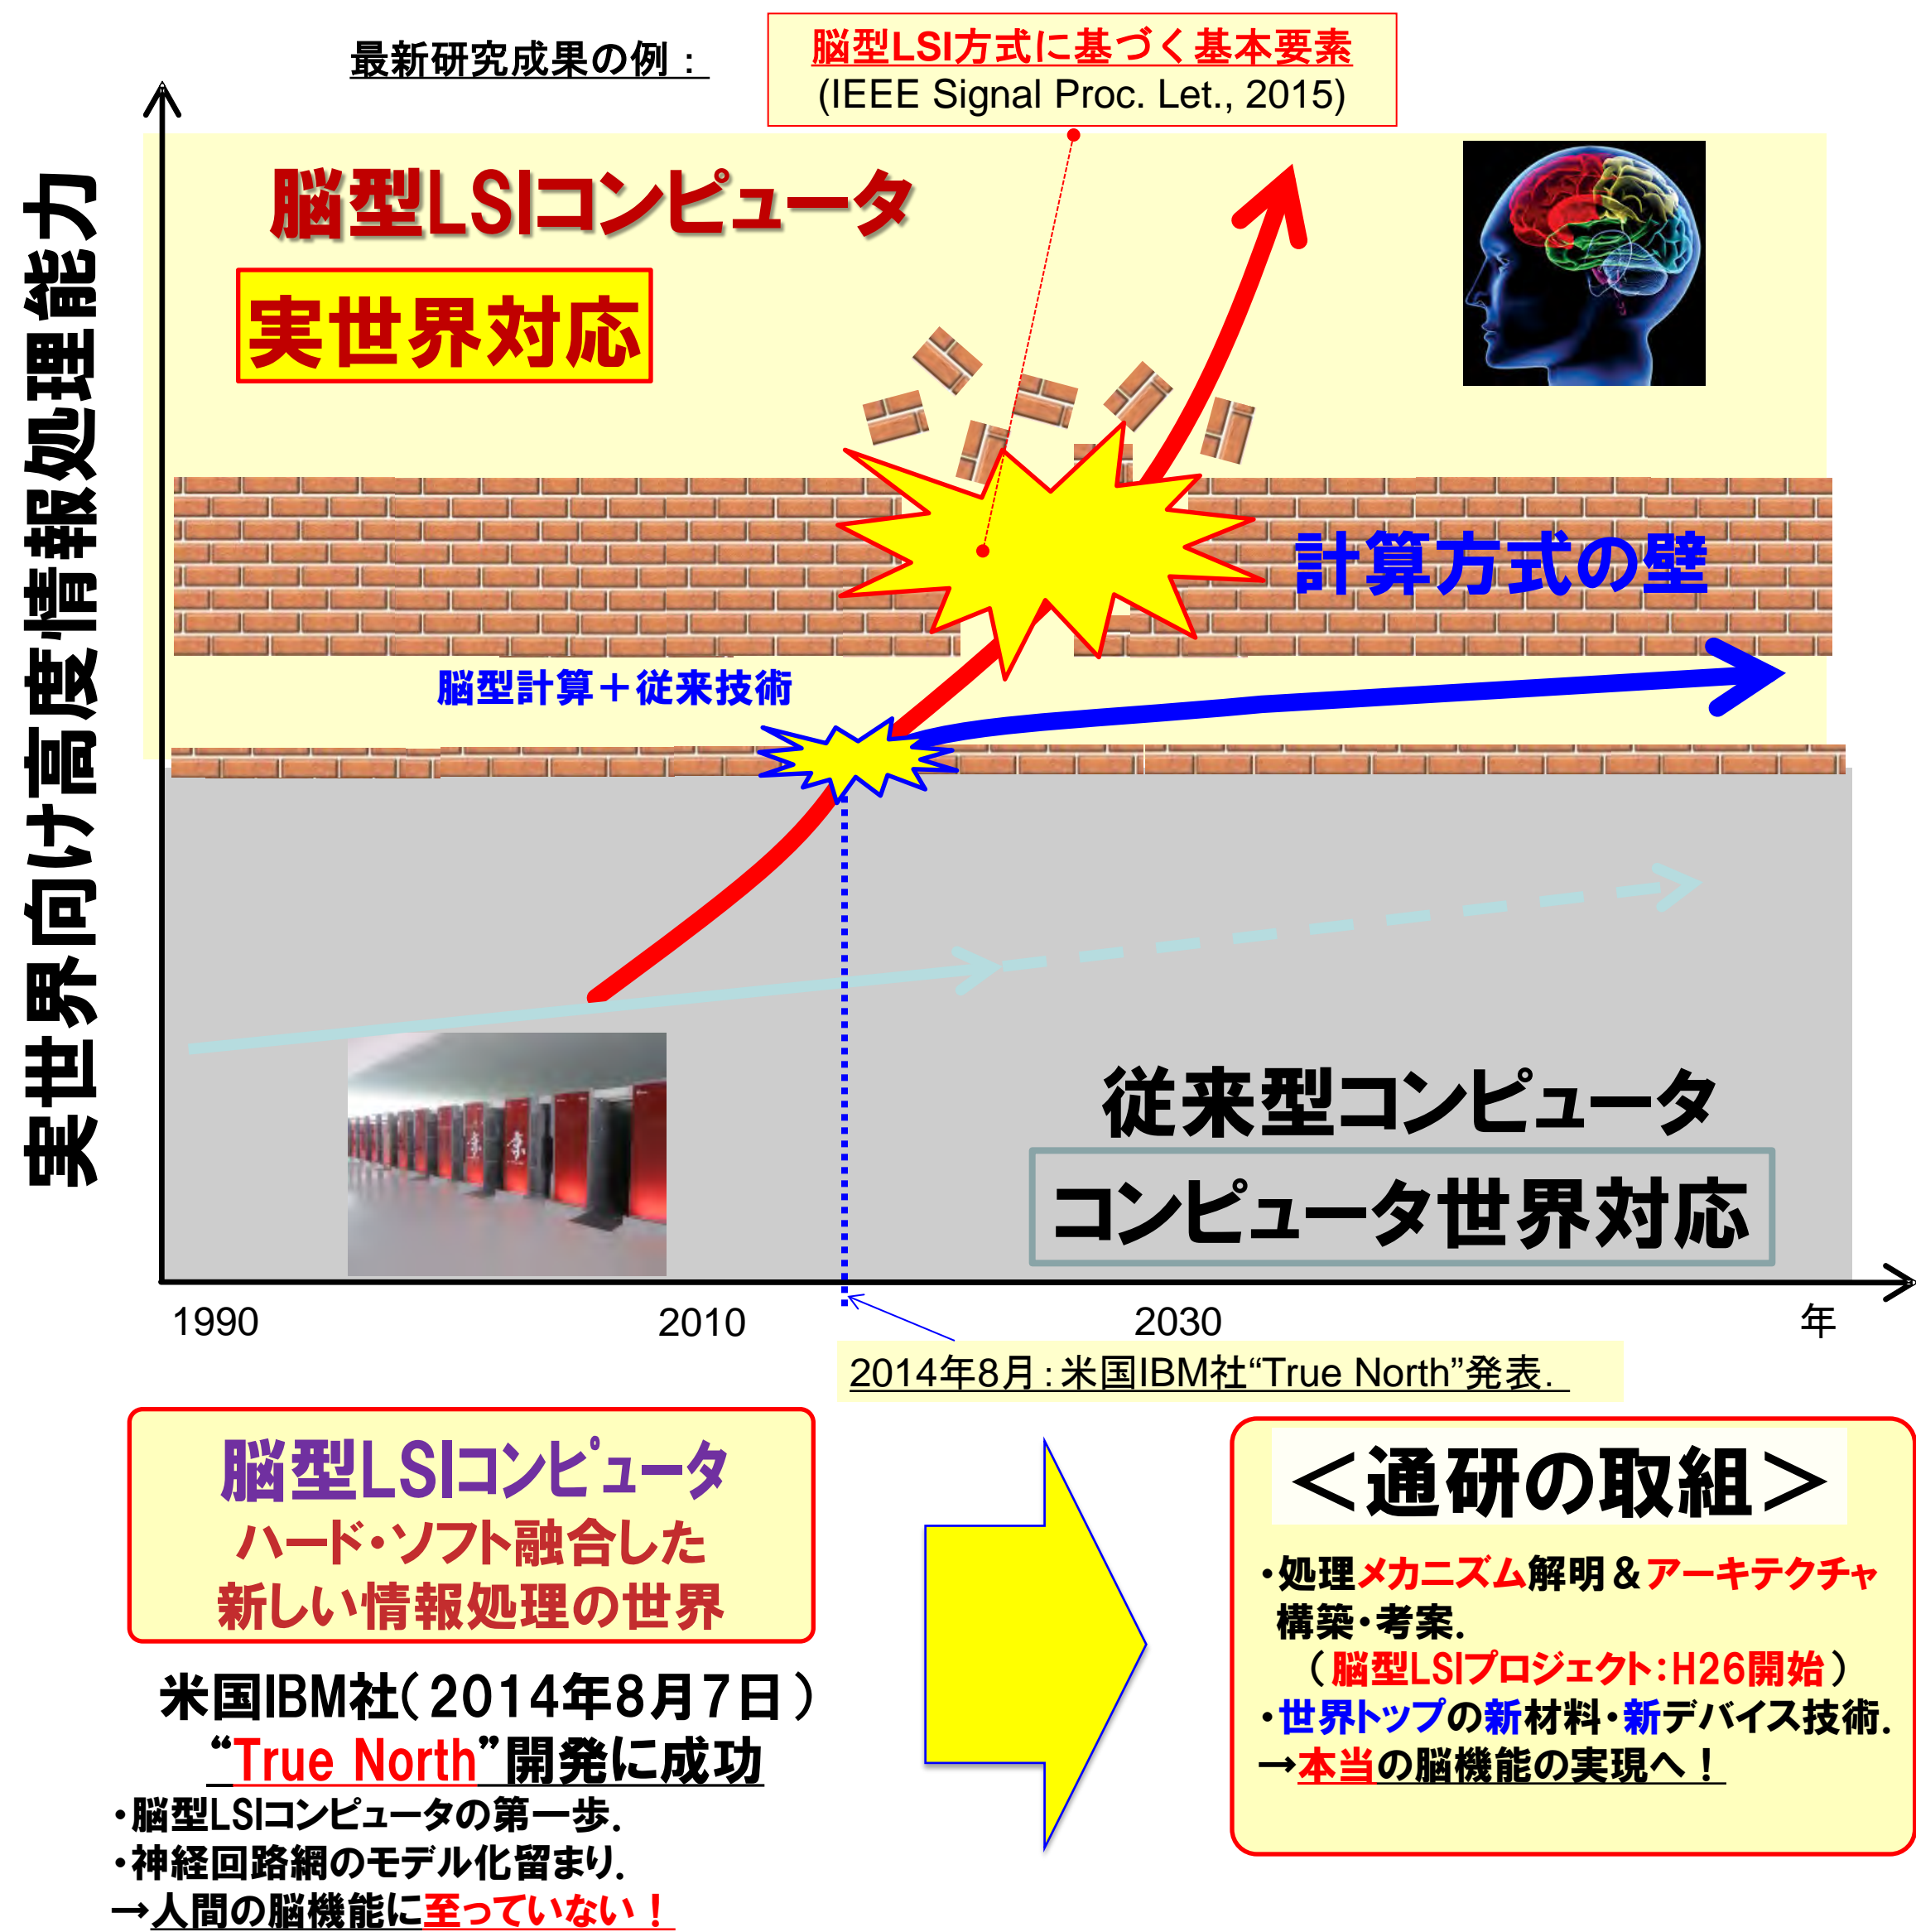 最新研究成果の例：
脳型LSI方式に基づく基本要素
(IEEE Signal Proc. Let., 2015)
実世界向け高度情報処理能力
脳型LSIコンピュータ
実世界対応
計算方式の壁
脳型計算＋従来技術
京
京
従来型コンピュータ
コンピュータ世界対応
1990
2010
2030
年
2014年8月：米国IBM社“True North”発表.
脳型LSIコンピュータ
ハード・ソフト融合した
新しい情報処理の世界
米国IBM社（2014年8月7日）
“True North”開発に成功
・脳型LSIコンピュータの第一歩.
・神経回路網のモデル化留まり.
→人間の脳機能に至っていない！
＜通研の取組＞
・処理メカニズム解明＆アーキテクチャ
構築・考案.
（脳型LSIプロジェクト：H26開始）
・世界トップの新材料・新デバイス技術.
→本当の脳機能の実現へ！